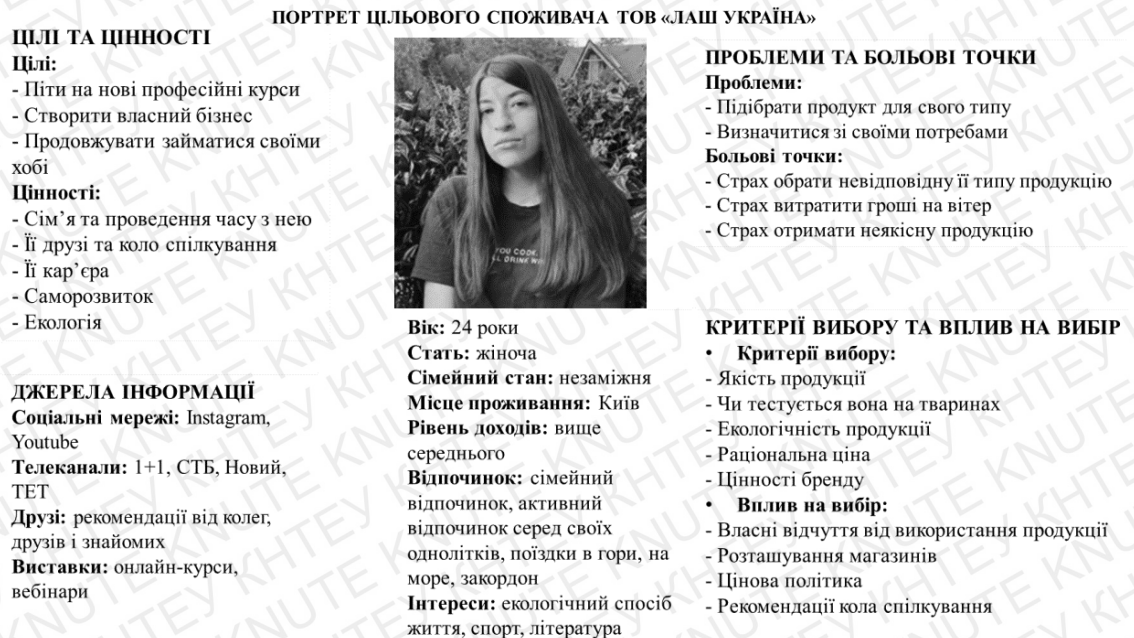 ПОРТРЕТ ЦІЛЬОВОГО СПОЖИВАЧА ТОВ «ЛАШ УКРАЇНА»
ЦІЛІ ТА ЦІННОСТІ
Цілі:
- Піти на нові професійні курси
- Створити власний бізнес
- Продовжувати займатися своїми
хобі
Цінності:
- Сім’я та проведення часу з нею
- Її друзі та коло спілкування
- Її кар’єра
- Саморозвиток
- Екологія
ДЖЕРЕЛА ІНФОРМАЦІЇ
Соціальні мережі: Instagram,
Youtube
Телеканали: 1+1, СТБ, Новий,
ТЕТ
Друзі: рекомендації від колег,
друзів і знайомих
Виставки: онлайн-курси,
вебінари
YOU COOK,
I'LL DRINK
Вік: 24 роки
Стать: жіноча
Сімейний стан: незаміжня
Місце проживання: Київ
Рівень доходів: вище
середнього
Відпочинок: сімейний
відпочинок, активний
відпочинок серед своїх
однолітків, поїздки в гори, на
море, закордон
Інтереси: екологічний спосіб
життя, спорт, література
ПРОБЛЕМИ ТА БОЛЬОВІ ТОЧКИ
Проблеми:
- Підібрати продукт для свого типу
- Визначитися зі своїми потребами
Больові точки:
- Страх обрати невідповідну її типу продукцію
- Страх витратити гроші на вітер
- Страх отримати неякісну продукцію
КРИТЕРІЇ ВИБОРУ ТА ВПЛИВ НА ВИБІР
• Критерії вибору:
- Якість продукції
- Чи тестується вона на тваринах
- Екологічність продукції
- Раціональна ціна
- Цінності бренду
• Вплив на вибір:
- Власні відчуття від використання продукції
- Розташування магазинів
- Цінова політика
- Рекомендації кола спілкування
KNUTE KHTEY